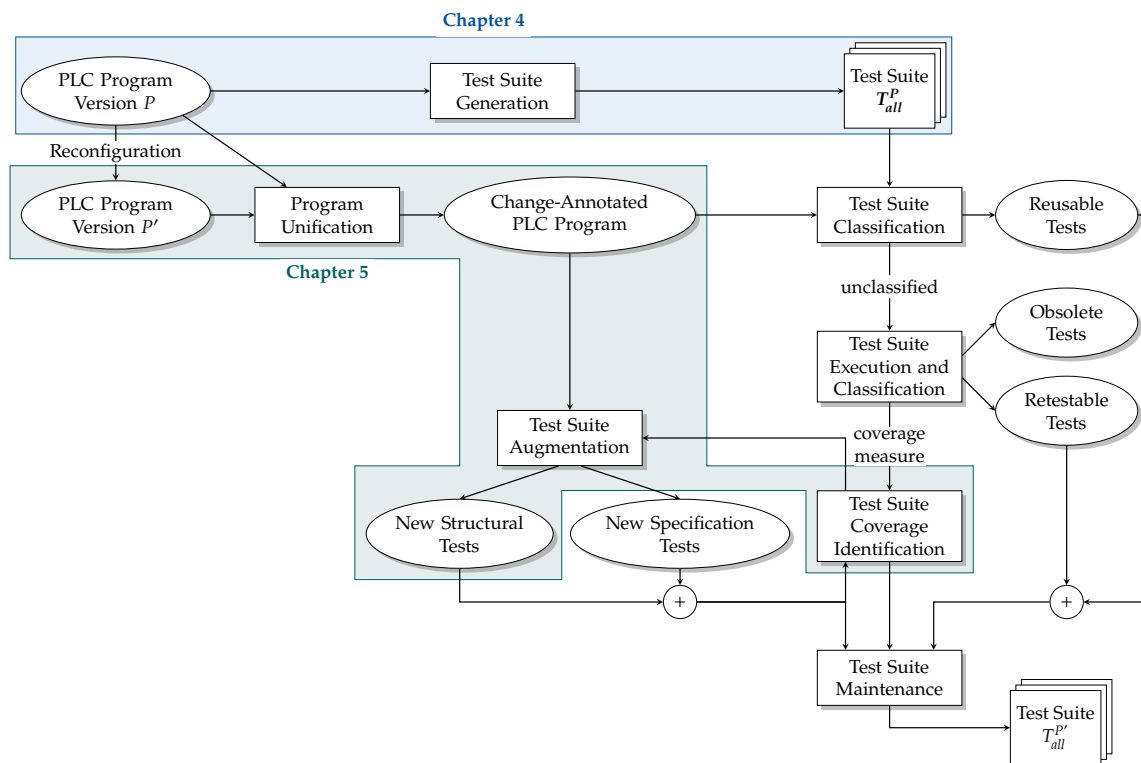 Chapter 4
PLC Program
Version P
Test Suite
Generation
Test Suite
T_all^P
Reconfiguration
PLC Program
Version P'
Program
Unification
Change-Annotated
PLC Program
Test Suite
Classification
Reusable
Tests
Chapter 5
unclassified
Obsolete
Tests
Test Suite
Execution and
Classification
Retestable
Tests
Test Suite
Augmentation
coverage
measure
New Structural
Tests
New Specification
Tests
Test Suite
Coverage
Identification
+
+
Test Suite
Maintenance
Test Suite
T_all^P'